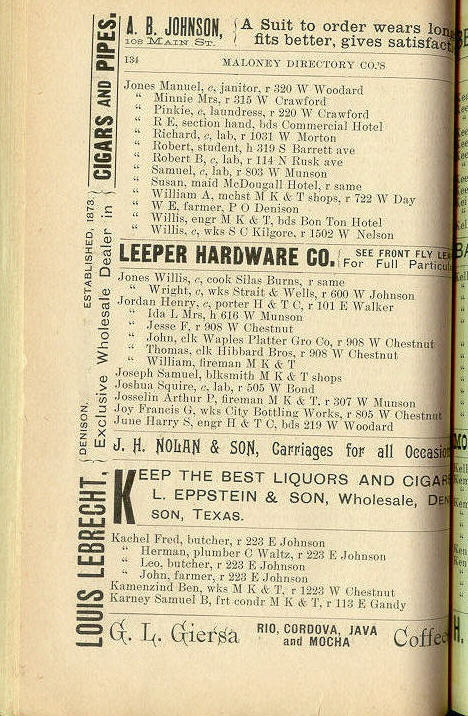 A. B. JOHNSON,
108 MAIN ST.
A Suit to order wears long
fits better, gives satisfact
134 MALONEY DIRECTORY CO.'S
Jones Manuel, c, janitor, r 320 W Woodard
“ Minnie Mrs, r 315 W Crawford
“ Pinkie, c, laundress, r 220 W Crawford
“ R E, section hand, bds Commercial Hotel
“ Richard, c, lab, r 1031 W Morton
“ Robert, student, h 319 S Barrett ave
“ Robert B, c, lab, r 114 N Rusk ave
“ Samuel, c, lab, r 803 W Munson
“ Susan, maid McDougall Hotel, r same
“ William A, mchst M K & T shops, r 722 W Day
“ W E, farmer, P O Denison
“ Willis, engr M K & T, bds Bon Ton Hotel
“ Willis, c, wks S C Kilgore, r 1502 W Nelson
LEEPER HARDWARE CO.
SEE FRONT FLY LEA
For Full Particul
Jones Willis, c, cook Silas Burns, r same
“ Wright, c, wks Strait & Wells, r 600 W Johnson
Jordan Henry, c, porter H & T C, r 101 E Walker
“ Ida L Mrs, h 616 W Munson
“ Jesse F, r 908 W Chestnut
“ John, clk Waples Platter Gro Co, r 908 W Chestnut
“ Thomas, clk Hibbard Bros, r 908 W Chestnut
“ William, fireman M K & T
Joseph Samuel, blksmith M K & T shops
Joshua Squire, c, lab, r 505 W Bond
Josselin Arthur P, fireman M K & T. r 307 W Munson
Joy Francis G, wks City Bottling Works, r 805 W Chestnut
June Harry S, engr H & T C, bds 219 W Woodard
J. H. NOLAN & SON, Carriages for all Occasion
KEEP THE BEST LIQUORS AND CIGAR
L. EPPSTEIN & SON, Wholesale, DEN
SON, TEXAS.
Kachel Fred, butcher, r 223 E Johnson
“ Herman, plumber C Waltz, r 223 E Johnson
“ Leo, butcher, r 223 E Johnson
“ John, farmer, r 223 E Johnson
Kamenzind Ben, wks M K & T, r 1223 W Chestnut
Karney Samuel B, frt condr M K & T, r 113 E Gandy
G. L. Giersa
RIO, CORDOVA, JAVA
and MOCHA
Coffee
LOUIS LEBRECHT,
DENISON. ESTABLISHED, 1873
Exclusive Wholesale Dealer in
CIGARS AND PIPES.